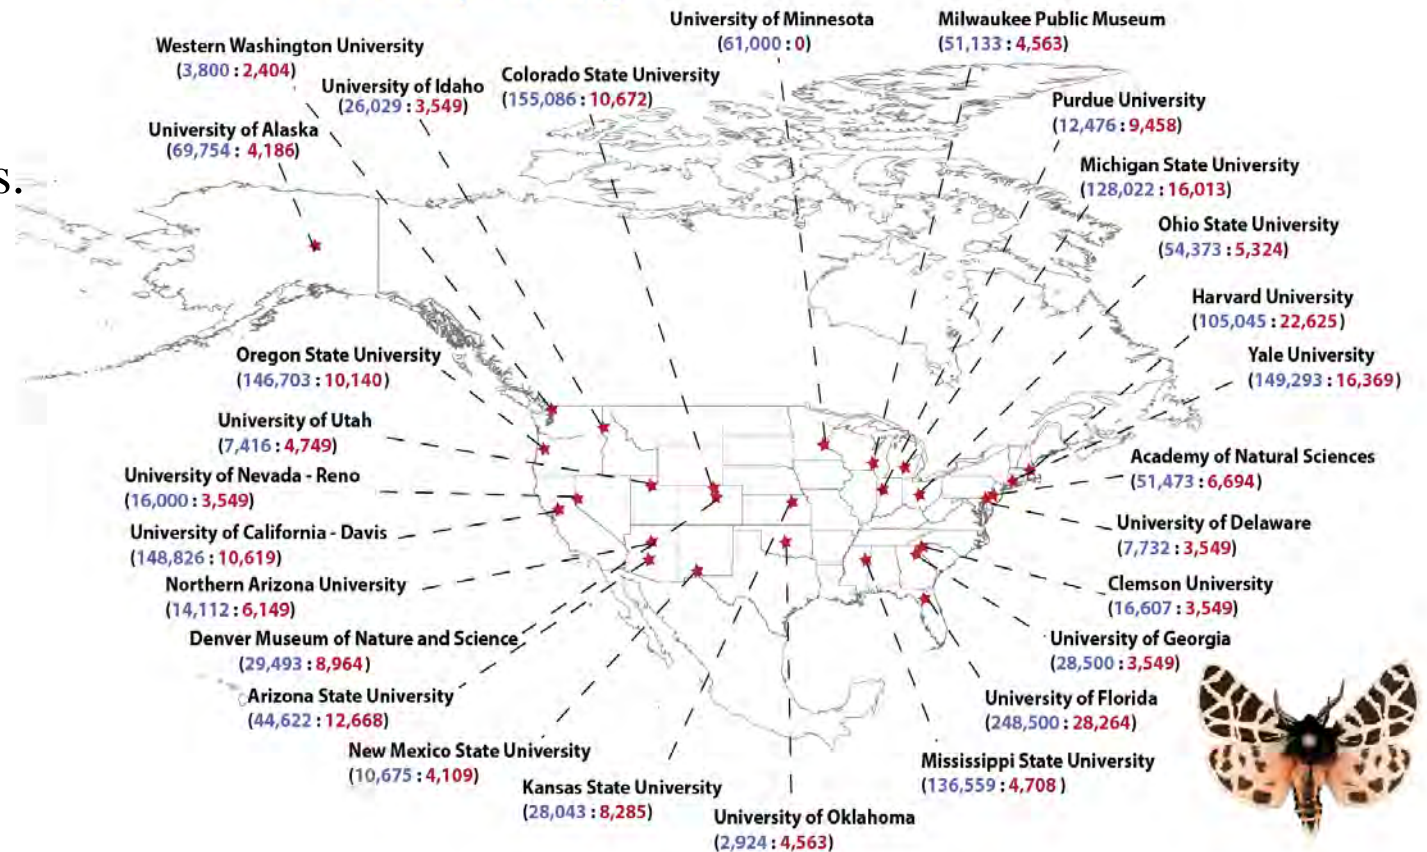 University of Minnesota
(61,000 : 0)
Milwaukee Public Museum
(51,133 : 4,563)
Western Washington University
(3,800 : 2,404)
University of Idaho
(26,029 : 3,549)
Colorado State University
(155,086 : 10,672)
Purdue University
(12,476 : 9,458)
University of Alaska
(69,754 : 4,186)
Michigan State University
(128,022 : 16,013)
s.
Ohio State University
(54,373 : 5,324)
Harvard University
(105,045 : 22,625)
Yale University
(149,293 : 16,369)
Oregon State University
(146,703 : 10,140)
University of Utah
(7,416 : 4,749)
University of Nevada - Reno
(16,000 : 3,549)
University of California - Davis
(148,826 : 10,619)
Northern Arizona University
(14,112 : 6,149)
Denver Museum of Nature and Science
(29,493 : 8,964)
Arizona State University
(44,622 : 12,668)
New Mexico State University
(10,675 : 4,109)
Kansas State University
(28,043 : 8,285)
University of Oklahoma
(2,924 : 4,563)
Academy of Natural Sciences
(51,473 : 6,694)
University of Delaware
(7,732 : 3,549)
Clemson University
(16,607 : 3,549)
University of Georgia
(28,500 : 3,549)
University of Florida
(248,500 : 28,264)
Mississippi State University
(136,559 : 4,708 )